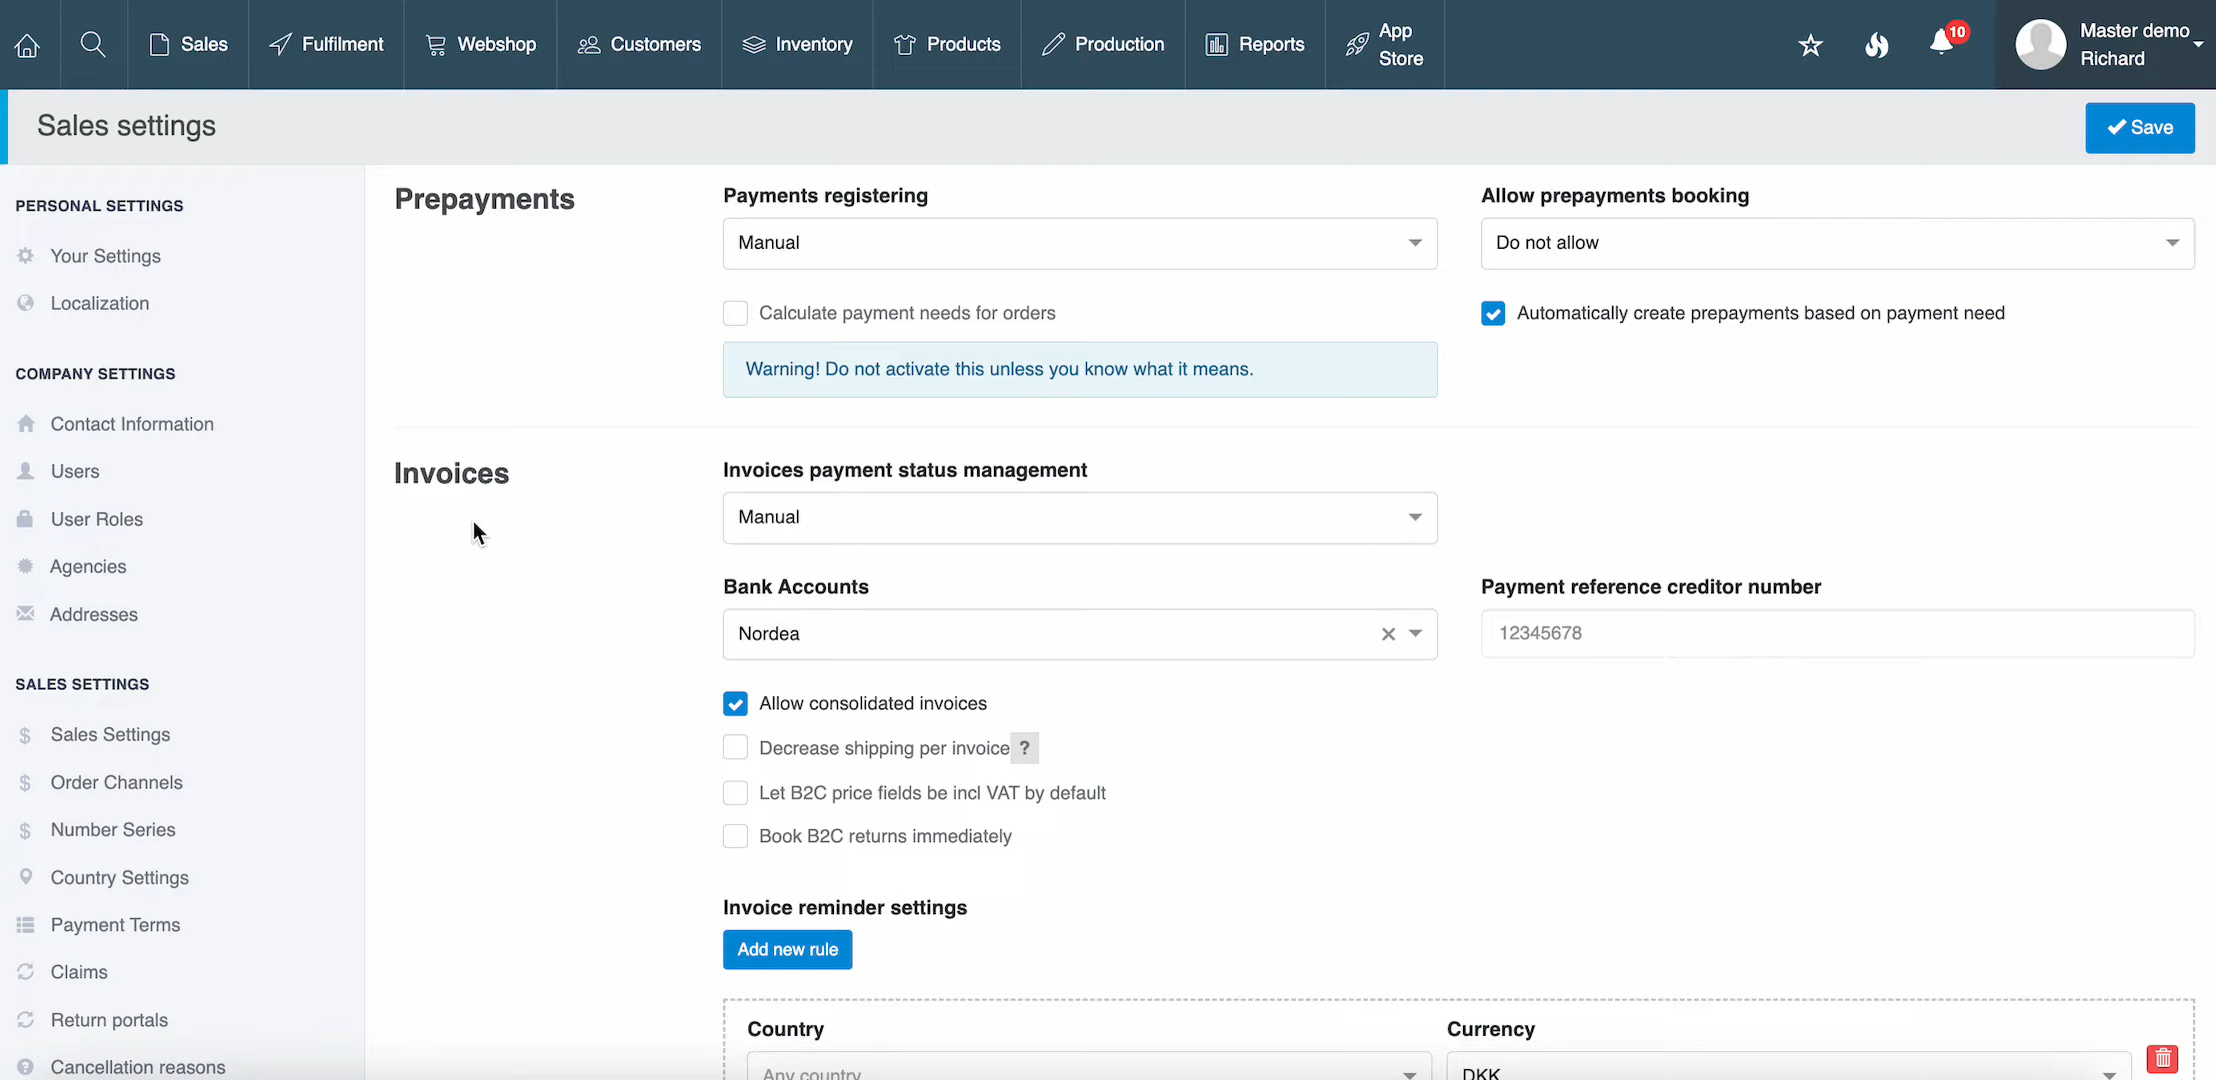 Sales
Fulfilment
Webshop
Customers
Inventory
Products
Production
Reports
App
Store
10
Master demo
Richard
Sales settings
Save
PERSONAL SETTINGS
Your Settings
Localization
COMPANY SETTINGS
Contact Information
Users
User Roles
Agencies
Addresses
SALES SETTINGS
$ Sales Settings
$ Order Channels
$ Number Series
Country Settings
Payment Terms
Claims
Return portals
? Cancellation reasons
Prepayments
Payments registering
Manual
Allow prepayments booking
Do not allow
Calculate payment needs for orders
Automatically create prepayments based on payment need
Warning! Do not activate this unless you know what it means.
Invoices
Invoices payment status management
Manual
Bank Accounts
Nordea
Payment reference creditor number
12345678
Allow consolidated invoices
Decrease shipping per invoice ?
Let B2C price fields be incl VAT by default
Book B2C returns immediately
Invoice reminder settings
Add new rule
Country
Any country
Currency
DKK